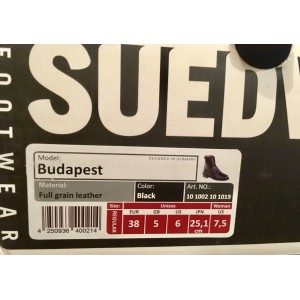 FOOTWEAR
SUEDW
Model:
Budapest
DESIGNED IN GERMANY
Material:
Full grain leather
Color:
Black
Art. NO.:
10 1002 10 1019
Size: Unisex Woman
REGULAR
EUR GB US JPN US
38 5 6 25,1 cm 7,5
4 250936 400214